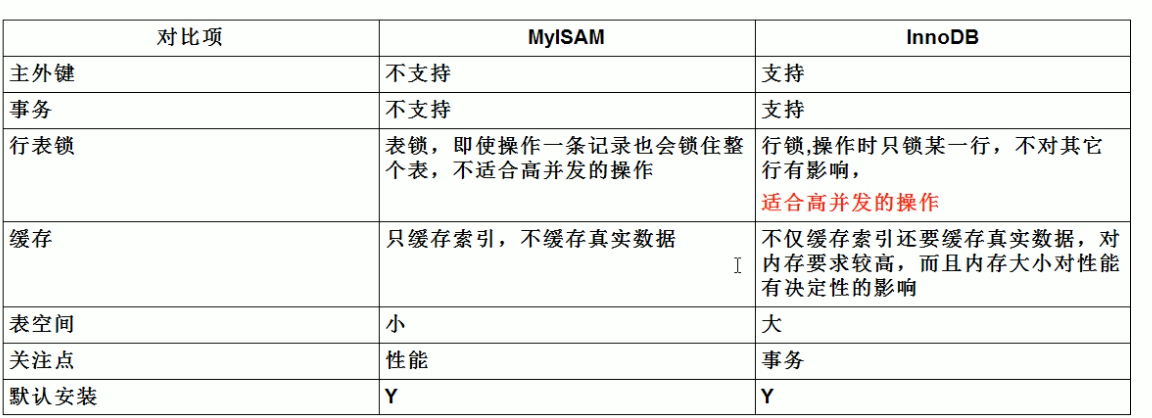 对比项 MyISAM InnoDB
主外键 不支持 支持
事务 不支持 支持
行表锁 表锁，即使操作一条记录也会锁住整 行锁,操作时只锁某一行，不对其它
个表，不适合高并发的操作 行有影响，
适合高并发的操作
缓存 只缓存索引，不缓存真实数据 不仅缓存索引还要缓存真实数据，对
内存要求较高，而且内存大小对性能
有决定性的影响
表空间 小 大
关注点 性能 事务
默认安装 Y Y